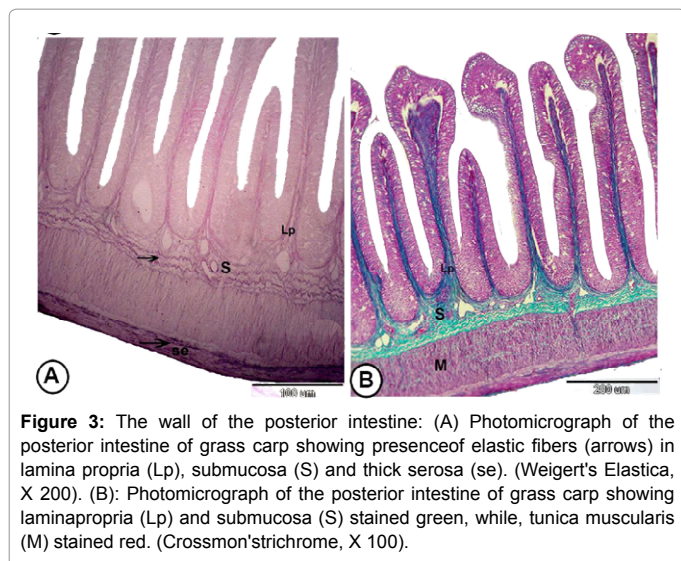 Lp
S
se
A
100 um
Lp
S
M
B
200 um
Figure 3: The wall of the posterior intestine: (A) Photomicrograph of the
posterior intestine of grass carp showing presenceof elastic fibers (arrows) in
lamina propria (Lp), submucosa (S) and thick serosa (se). (Weigert's Elastica,
X 200). (B): Photomicrograph of the posterior intestine of grass carp showing
laminapropria (Lp) and submucosa (S) stained green, while, tunica muscularis
(M) stained red. (Crossmon'strichrome, X 100).